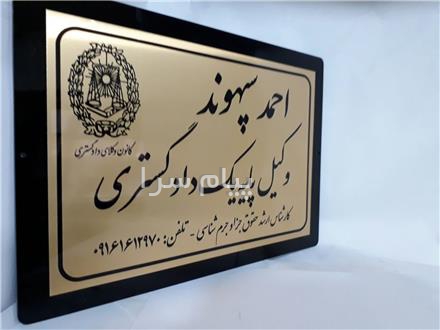 احمد سپهوند
کانون وکلای دادگستری
وکیل پایه یک دادگستری
کارشناس ارشد حقوق جزا و جرم شناسی - تلفن: ۰۹۱۶۱۶۱۲۹۷۰
پیام سرا